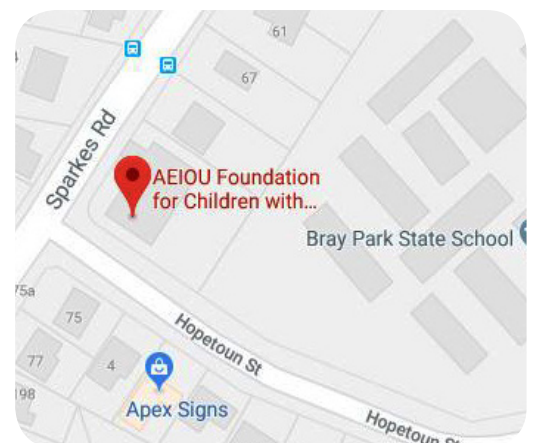 61
67
Sparkes Rd
AEIOU Foundation
for Children with...
Bray Park State School
75a
75
Hopetoun St
77
4
198
Apex Signs
Hopetoun St